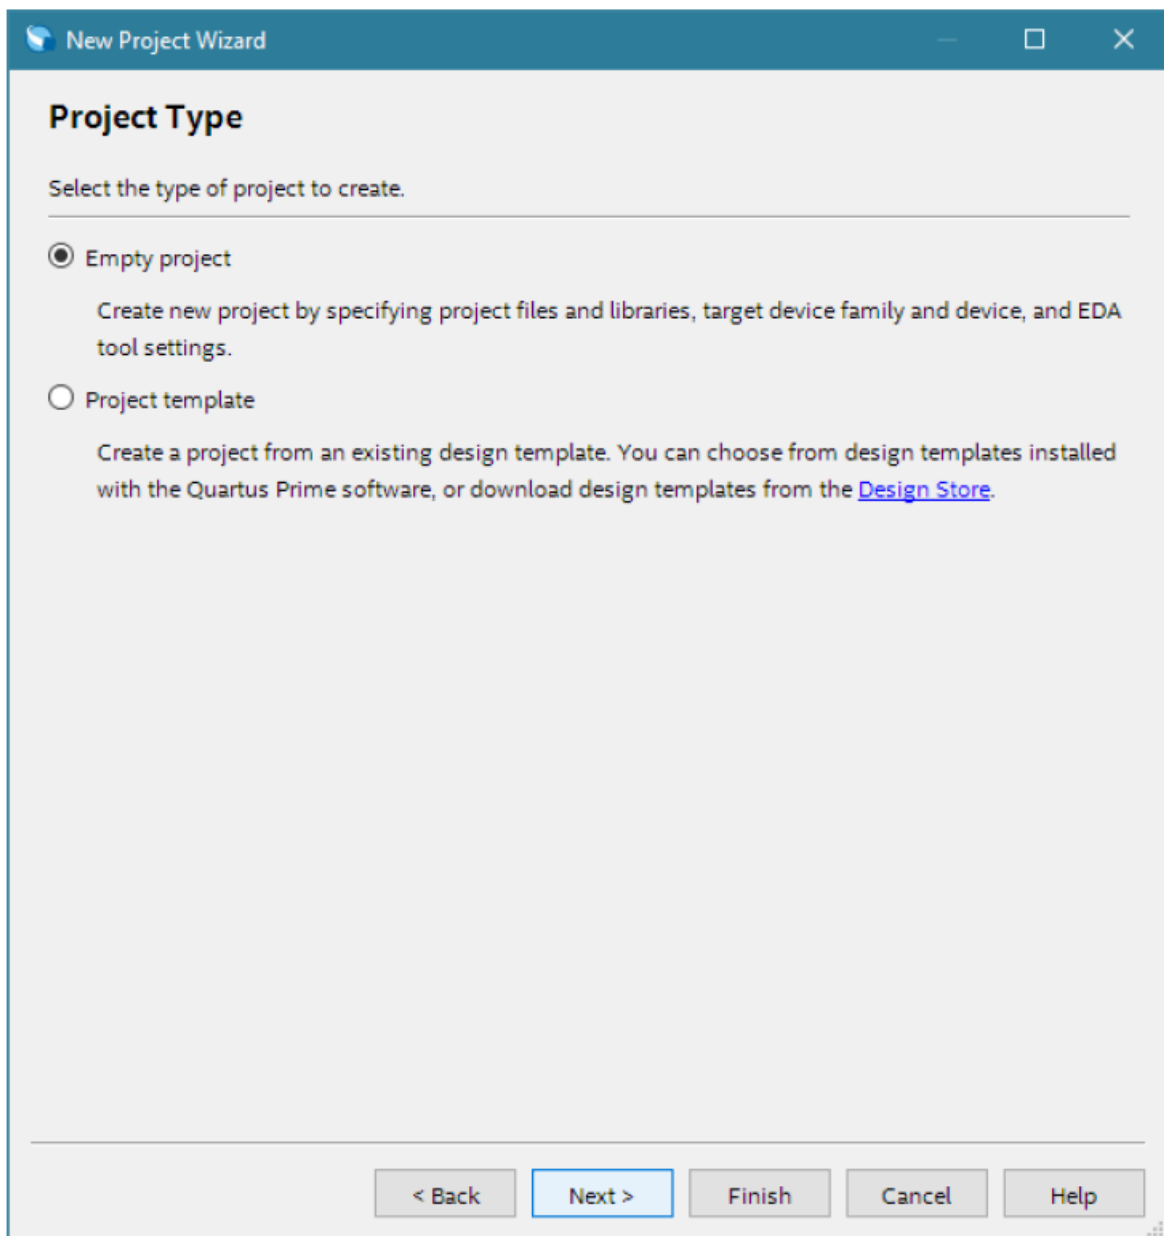 New Project Wizard
Project Type
Select the type of project to create.
Empty project
Create new project by specifying project files and libraries, target device family and device, and EDA
tool settings.
Project template
Create a project from an existing design template. You can choose from design templates installed
with the Quartus Prime software, or download design templates from the Design Store.
< Back Next > Finish Cancel Help